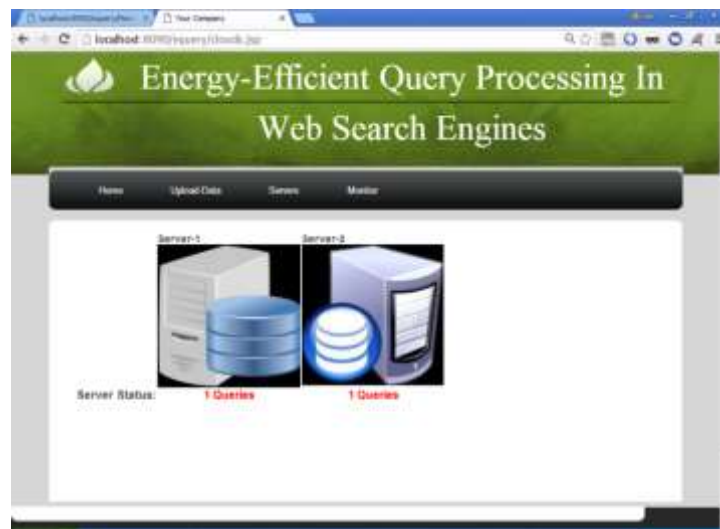 Your Company
Energy-Efficient Query Processing In
Web Search Engines
Home Upload Data Servers Monitor
Server-1 Server-2
Server Status: 1 Queries 1 Queries